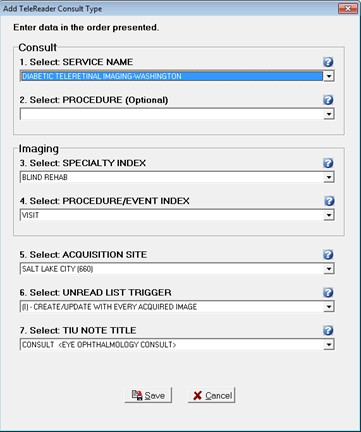 Add TeleReader Consult Type
Enter data in the order presented.
Consult
1. Select: SERVICE NAME
DIABETIC TELERETINAL IMAGING-WASHINGTON
2. Select: PROCEDURE (Optional)
Imaging
3. Select: SPECIALTY INDEX
BLIND REHAB
4. Select: PROCEDURE/EVENT INDEX
VISIT
5. Select: ACQUISITION SITE
SALT LAKE CITY (660)
6. Select: UNREAD LIST TRIGGER
(I) - CREATE/UPDATE WITH EVERY ACQUIRED IMAGE
7. Select: TIU NOTE TITLE
CONSULT <EYE OPHTHALMOLOGY CONSULT>
Save Cancel